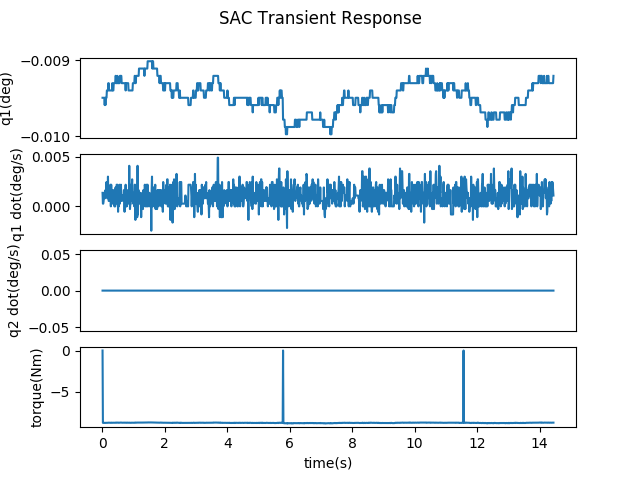 SAC Transient Response
−0.009
−0.010
q1(deg)
0.005
0.000
q1 dot(deg/s)
0.05
0.00
−0.05
q2 dot(deg/s)
0
−5
torque(Nm)
0 2 4 6 8 10 12 14
time(s)